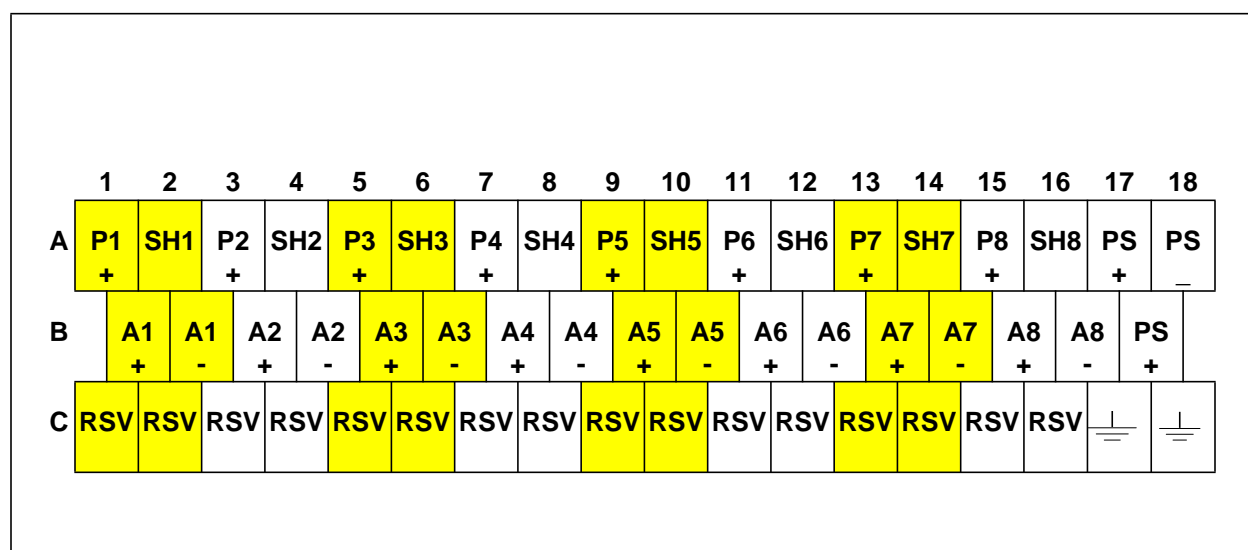 1 2 3 4 5 6 7 8 9 10 11 12 13 14 15 16 17 18
A P1 SH1 P2 SH2 P3 SH3 P4 SH4 P5 SH5 P6 SH6 P7 SH7 P8 SH8 PS PS
+ + + + + + + + + _
B A1 A1 A2 A2 A3 A3 A4 A4 A5 A5 A6 A6 A7 A7 A8 A8 PS
+ - + - + - + - + - + - + - + - +
C RSV RSV RSV RSV RSV RSV RSV RSV RSV RSV RSV RSV RSV RSV RSV RSV